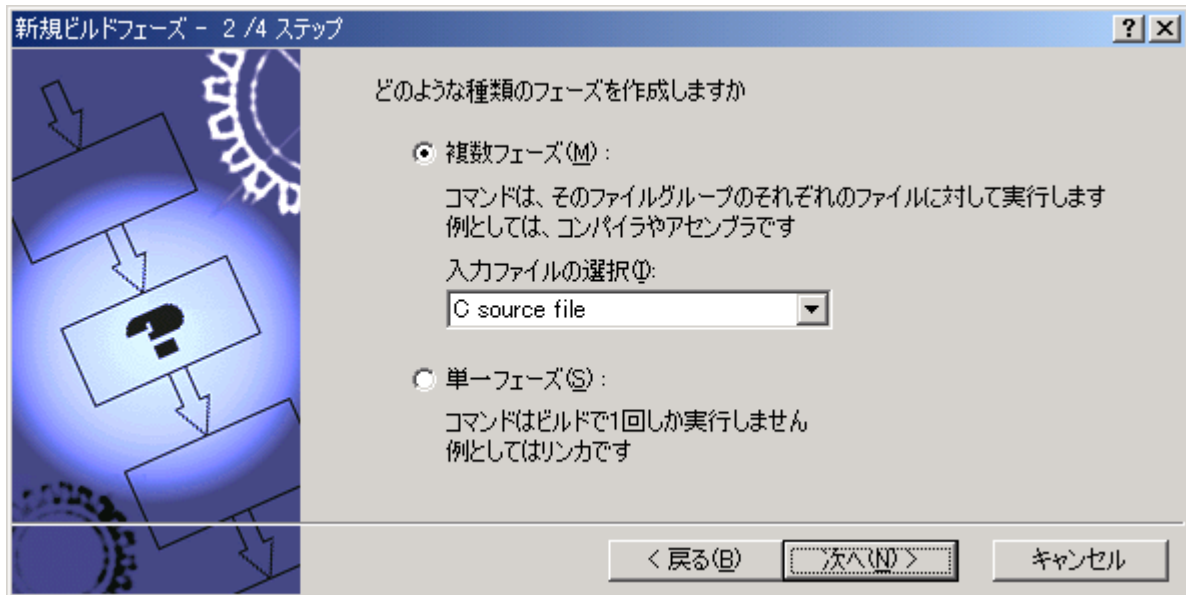 新規ビルドフェーズ - 2 /4 ステップ
どのような種類のフェーズを作成しますか
複数フェーズ(M) :
コマンドは、そのファイルグループのそれぞれのファイルに対して実行します
例としては、コンパイラやアセンブラです
入力ファイルの選択(I):
C source file
単一フェーズ(S) :
コマンドはビルドで1回しか実行しません
例としてはリンカです
< 戻る(B)
次へ(N) >
キャンセル